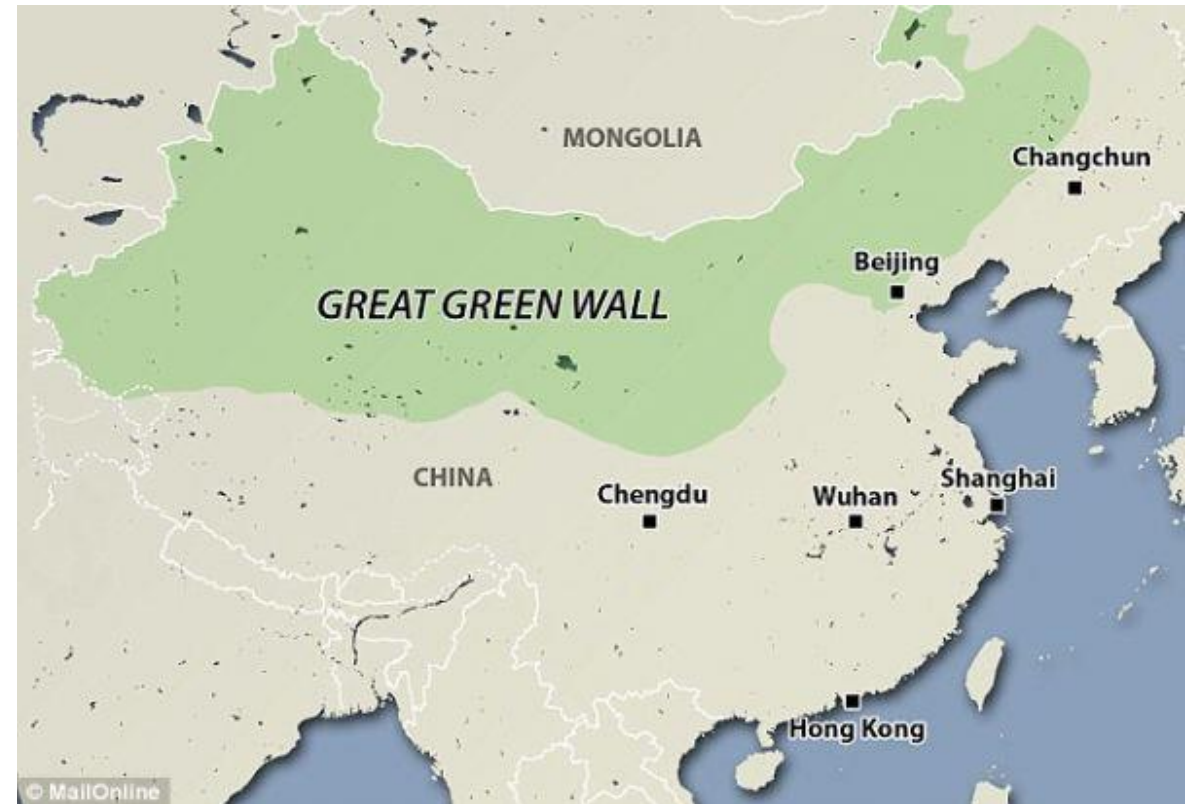 MONGOLIA
Changchun
Beijing
GREAT GREEN WALL
CHINA
Chengdu
Wuhan
Shanghai
Hong Kong
© MailOnline